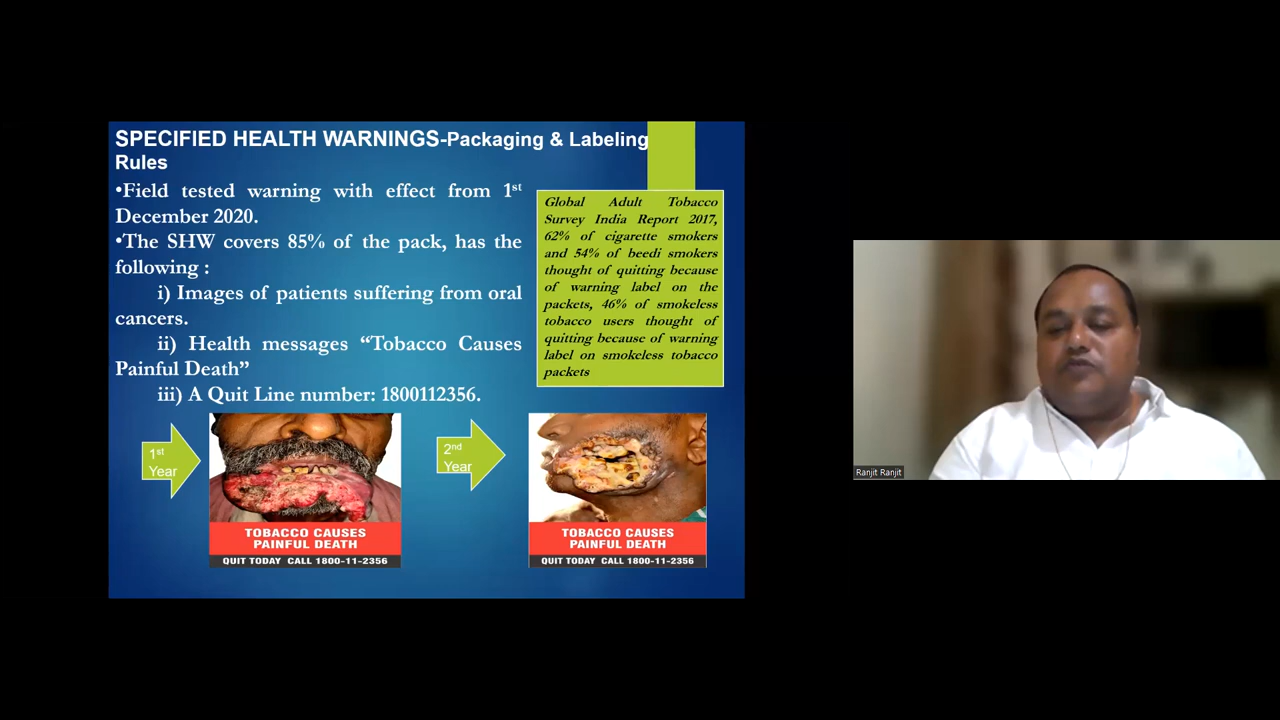 SPECIFIED HEALTH WARNINGS-Packaging & Labeling
Rules
•Field tested warning with effect from 1st
December 2020.
•The SHW covers 85% of the pack, has the
following :
i) Images of patients suffering from oral
cancers.
ii) Health messages “Tobacco Causes
Painful Death”
iii) A Quit Line number: 1800112356.
Global Adult Tobacco
Survey India Report 2017,
62% of cigarette smokers
and 54% of beedi smokers
thought of quitting because
of warning label on the
packets, 46% of smokeless
tobacco users thought of
quitting because of warning
label on smokeless tobacco
packets
1st
Year
TOBACCO CAUSES
PAINFUL DEATH
QUIT TODAY CALL 1800-11-2356
2nd
Year
TOBACCO CAUSES
PAINFUL DEATH
QUIT TODAY CALL 1800-11-2356
Ranjit Ranjit